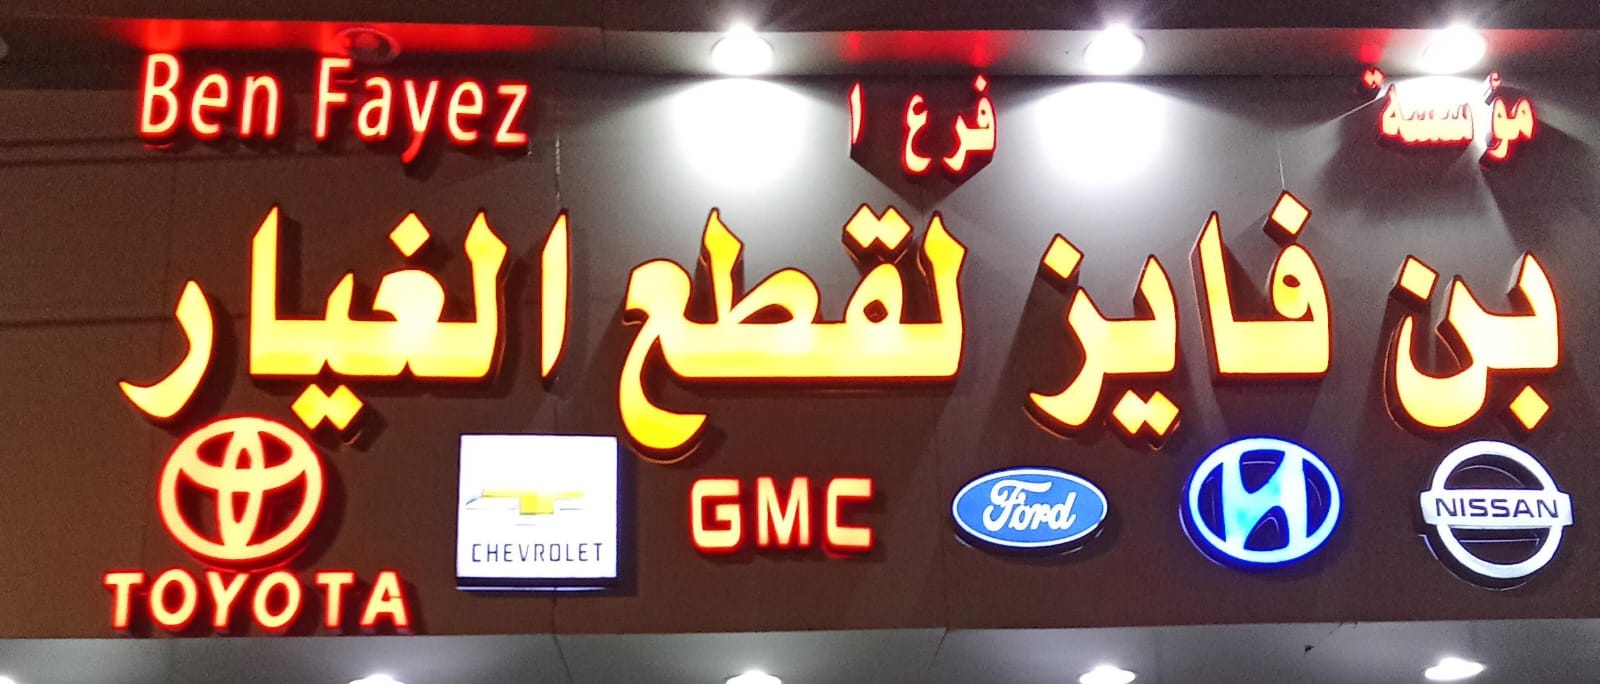 مؤسسة فرع ١ Ben Fayez
بن فايز لقطع الغيار
NISSAN Ford GMC CHEVROLET TOYOTA